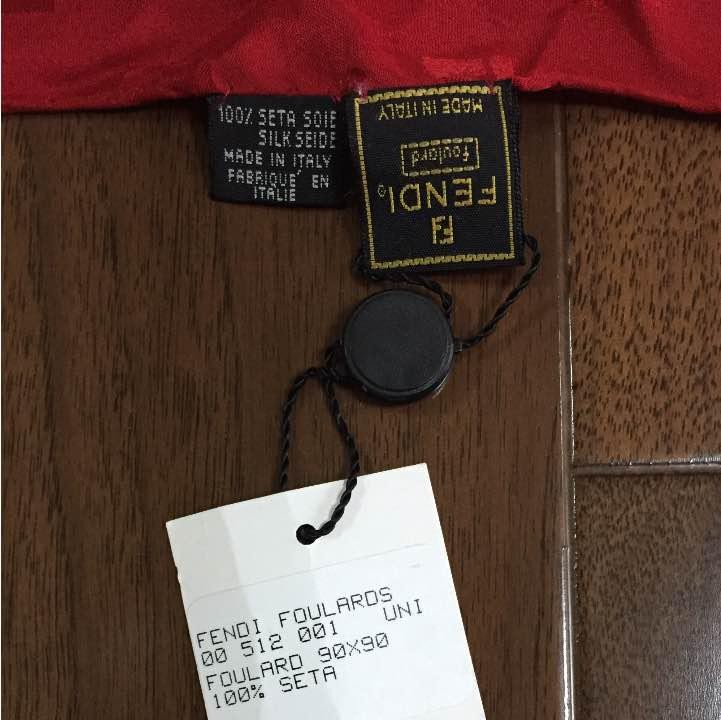 100% SETA SOIE
SILK SEIDE
MADE IN ITALY
FABRIQUÉ EN
ITALIE
MADE IN ITALY
foulard
FENDI®
FENDI FOULARDS
00 512 001 UNI
FOULARD 90X90
100% SETA